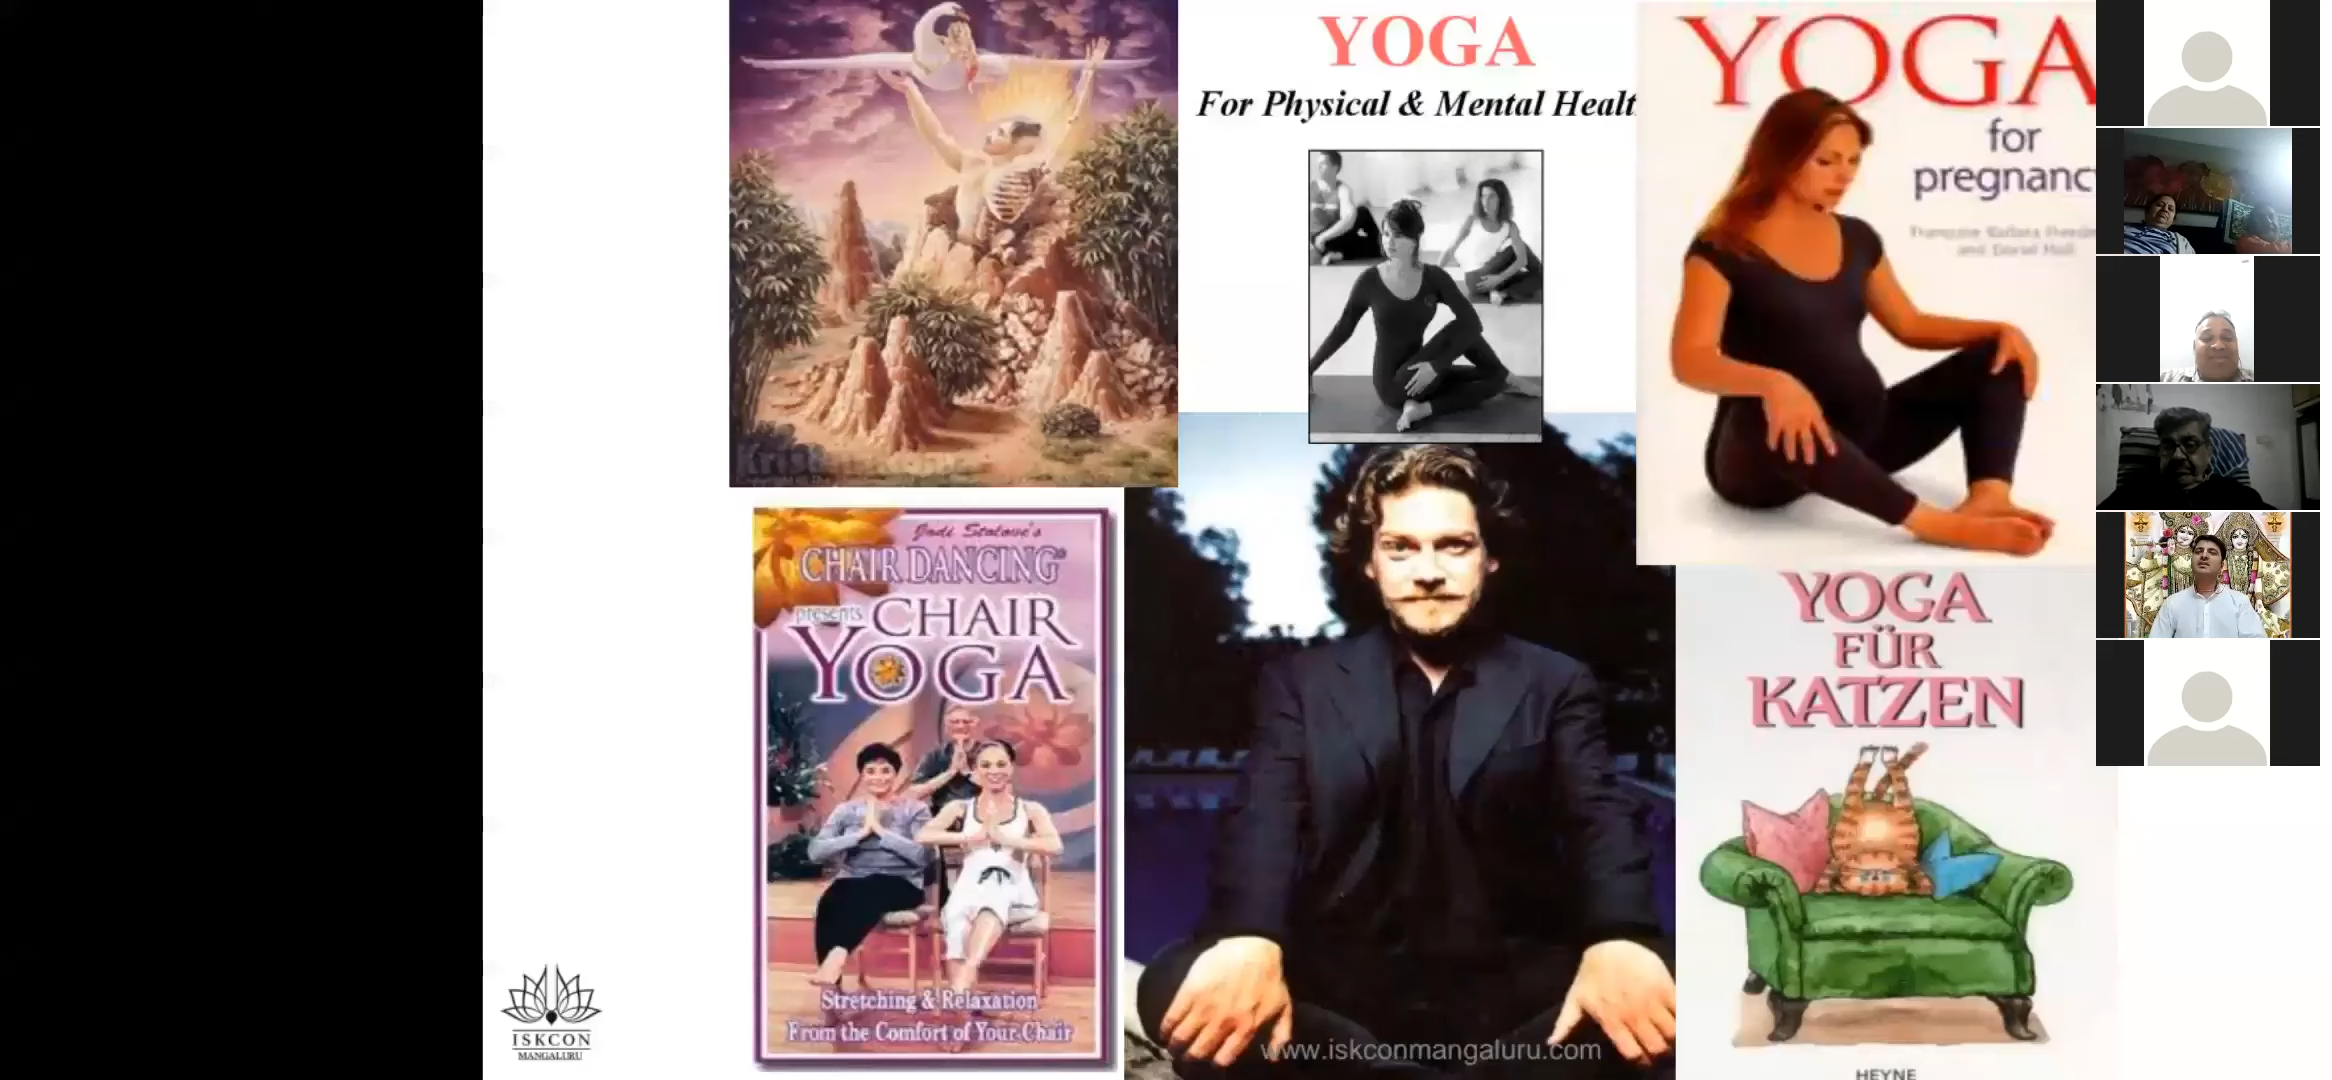 YOGA
For Physical & Mental Healt
YOGA
for
pregnanc
and
Jodi Stolove's
CHAIR DANCING®
presents CHAIR
YOGA
Stretching & Relaxation
From the Comfort of Your Chair
YOGA
FÜR
KATZEN
HEYNE
www.iskconmangaluru.com
ISKCON
MANGALURU